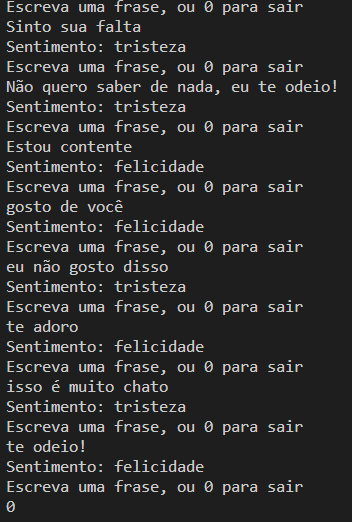 Escreva uma frase, ou 0 para sair
Sinto sua falta
Sentimento: tristeza
Escreva uma frase, ou 0 para sair
Não quero saber de nada, eu te odeio!
Sentimento: tristeza
Escreva uma frase, ou 0 para sair
Estou contente
Sentimento: felicidade
Escreva uma frase, ou 0 para sair
gosto de você
Sentimento: felicidade
Escreva uma frase, ou 0 para sair
eu não gosto disso
Sentimento: tristeza
Escreva uma frase, ou 0 para sair
te adoro
Sentimento: felicidade
Escreva uma frase, ou 0 para sair
isso é muito chato
Sentimento: tristeza
Escreva uma frase, ou 0 para sair
te odeio!
Sentimento: felicidade
Escreva uma frase, ou 0 para sair
0